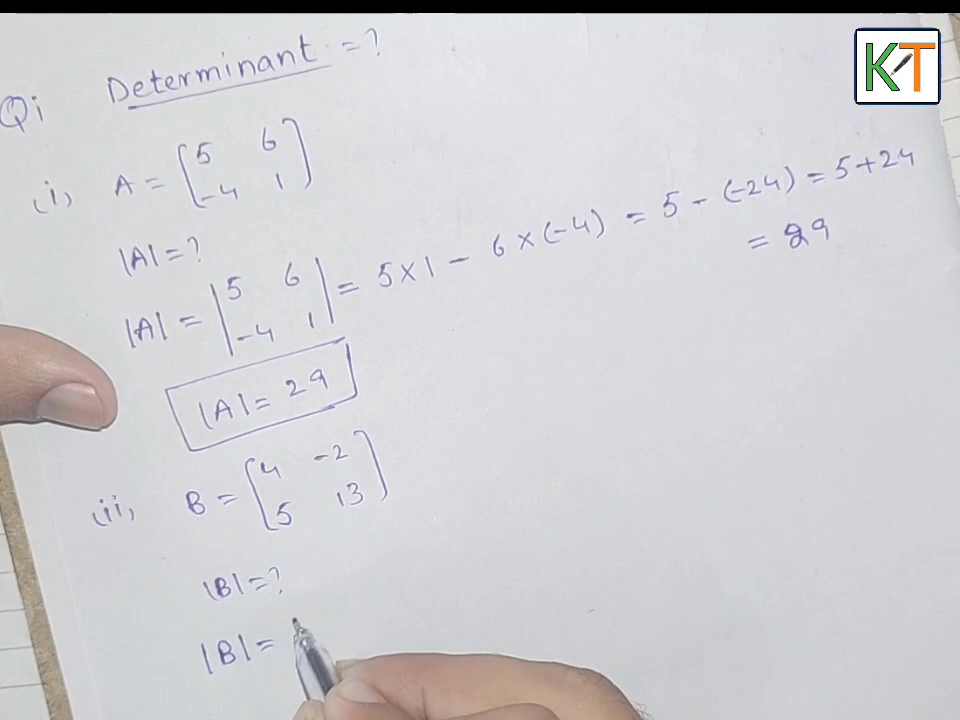 KT
Qi Determinant = ?
(i, A = [5 6
-4 1]
|A| = ?
|A| = |5 6
-4 1| = 5 × 1 - 6 × (-4) = 5 - (-24) = 5 + 24
= 29
|A| = 29
(ii, B = [4 -2
5 13]
|B| = ?
|B| =